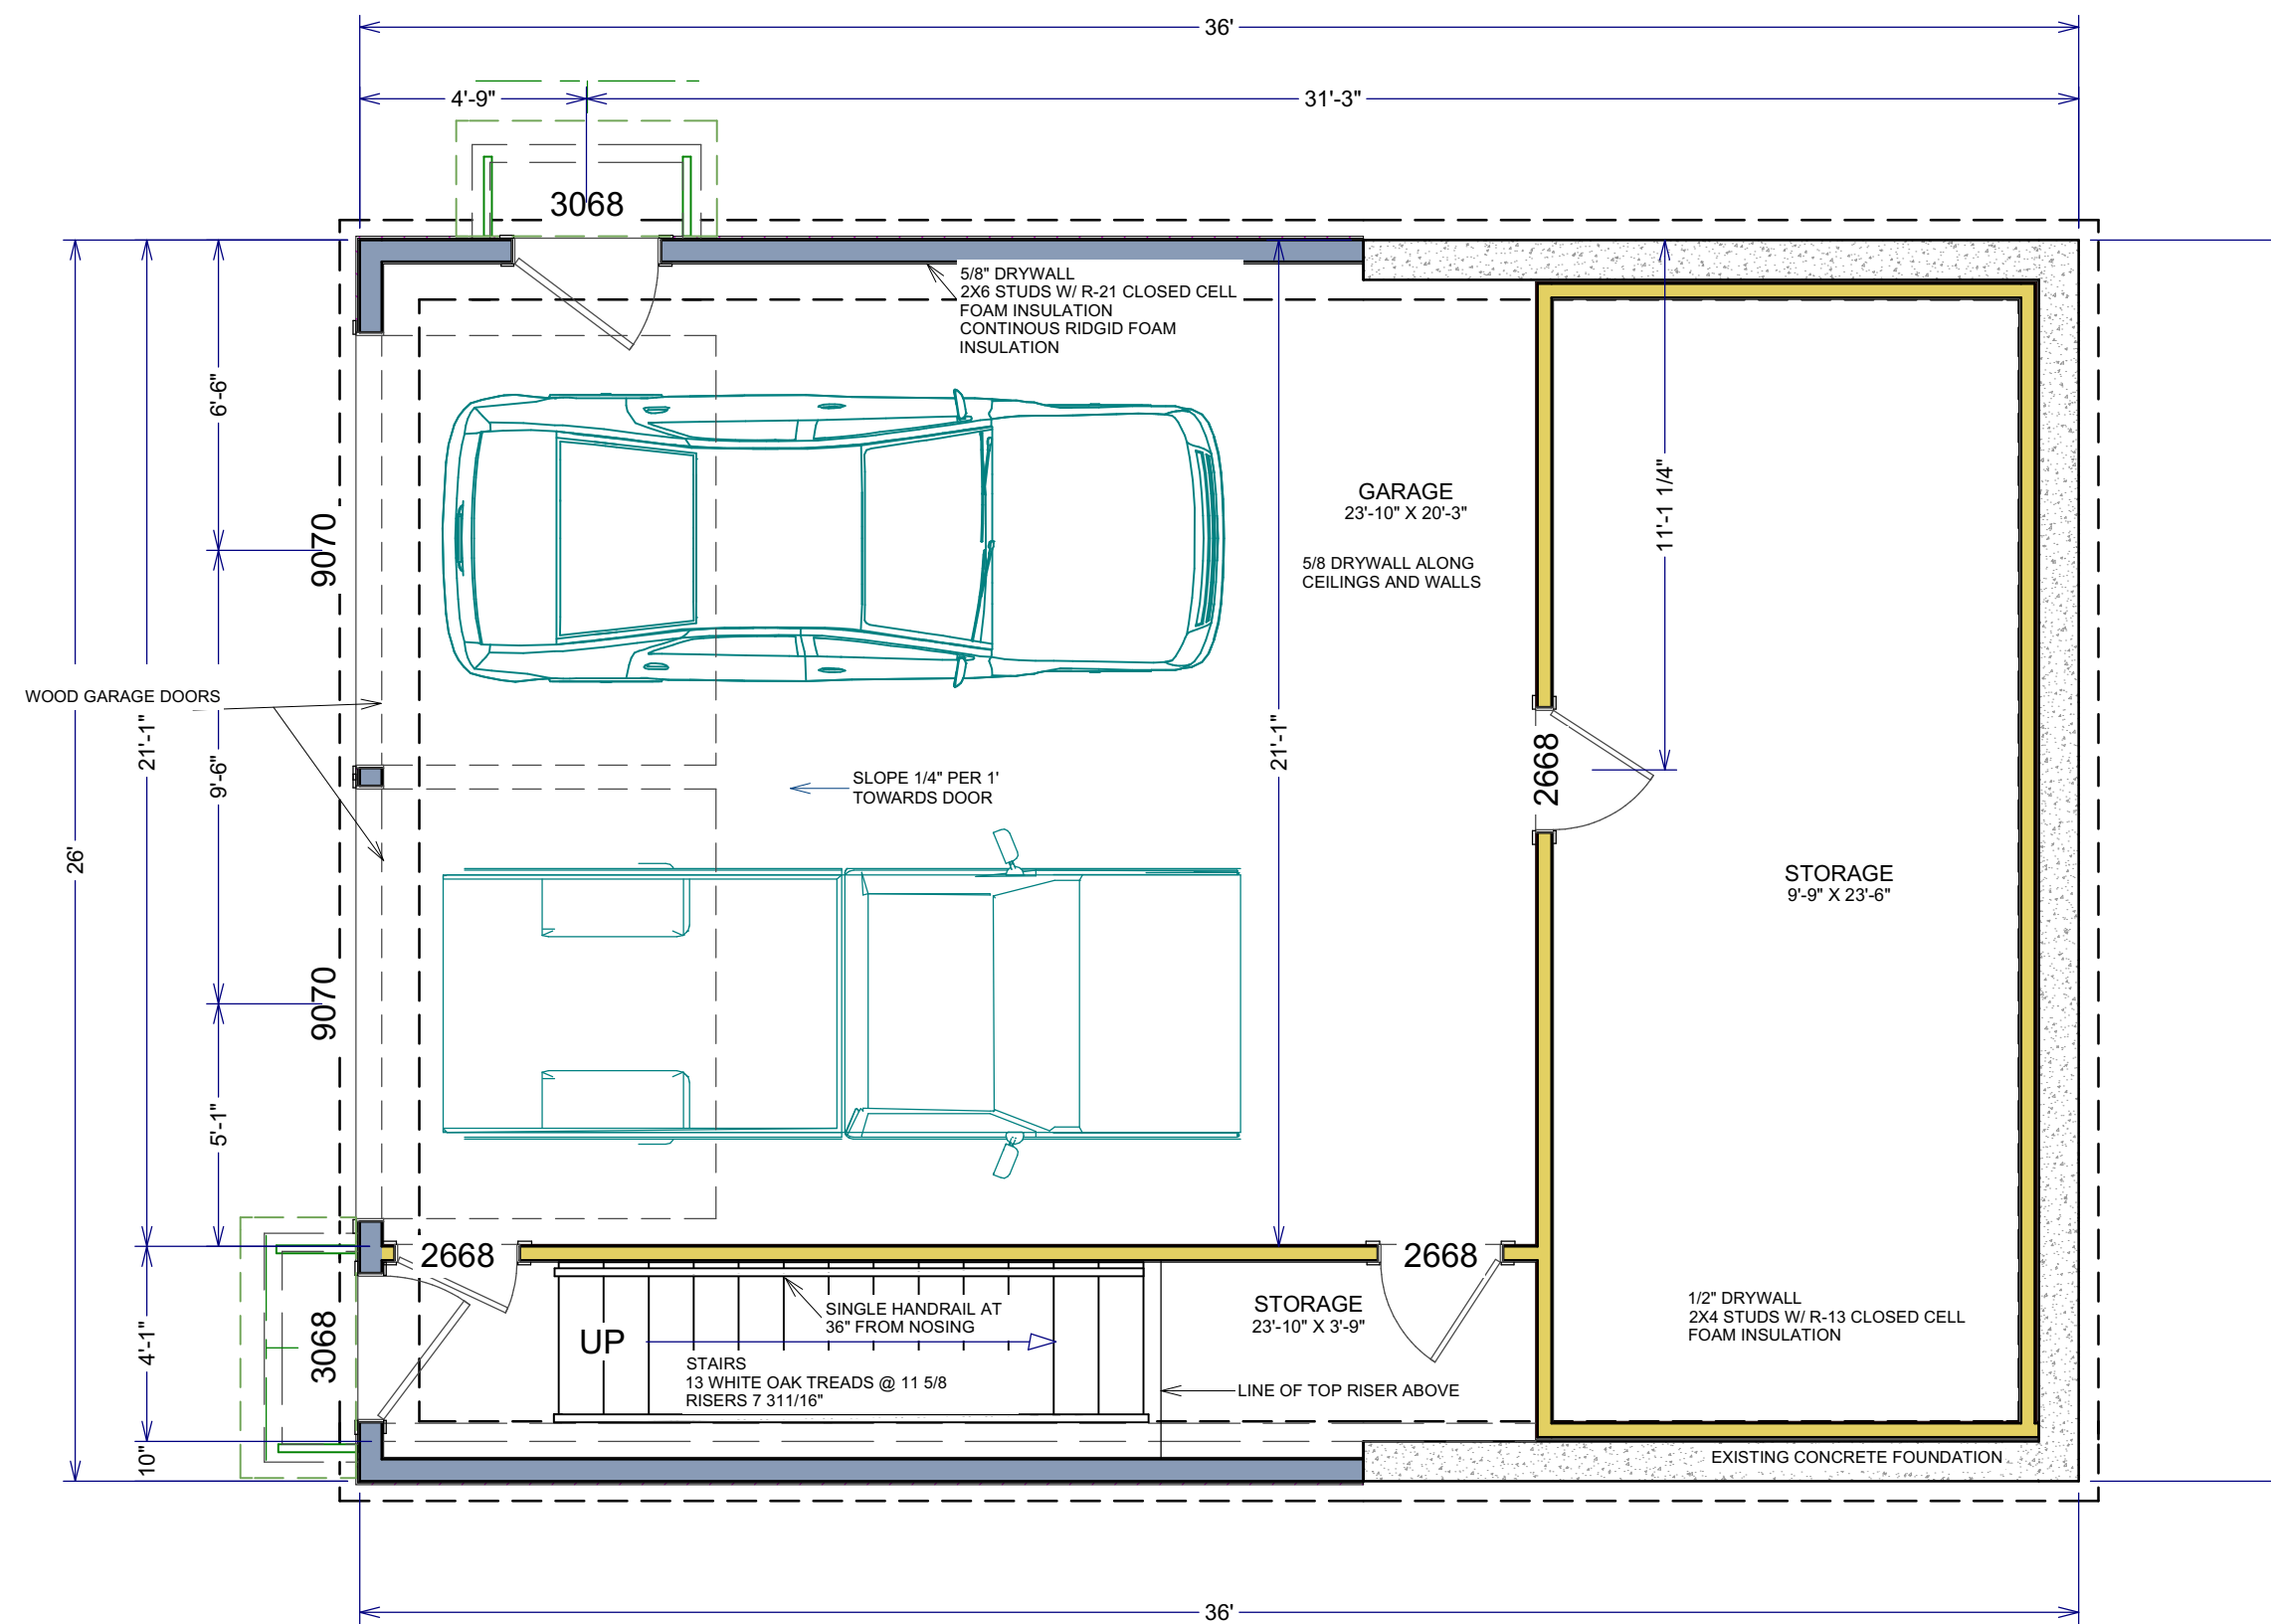 36'
4'-9"
31'-3"
3068
5/8" DRYWALL
2X6 STUDS W/ R-21 CLOSED CELL
FOAM INSULATION
CONTINOUS RIDGID FOAM
INSULATION
6'-6"
9070
GARAGE
23'-10" X 20'-3"
11'-1 1/4"
5/8 DRYWALL ALONG
CEILINGS AND WALLS
WOOD GARAGE DOORS
21'-1"
9'-6"
21'-1"
2668
SLOPE 1/4" PER 1'
TOWARDS DOOR
26'
STORAGE
9'-9" X 23'-6"
9070
5'-1"
2668
2668
3068
4'-1"
10"
UP
SINGLE HANDRAIL AT
36" FROM NOSING
STORAGE
23'-10" X 3'-9"
1/2" DRYWALL
2X4 STUDS W/ R-13 CLOSED CELL
FOAM INSULATION
STAIRS
13 WHITE OAK TREADS @ 11 5/8
RISERS 7 311/16"
LINE OF TOP RISER ABOVE
EXISTING CONCRETE FOUNDATION
36'